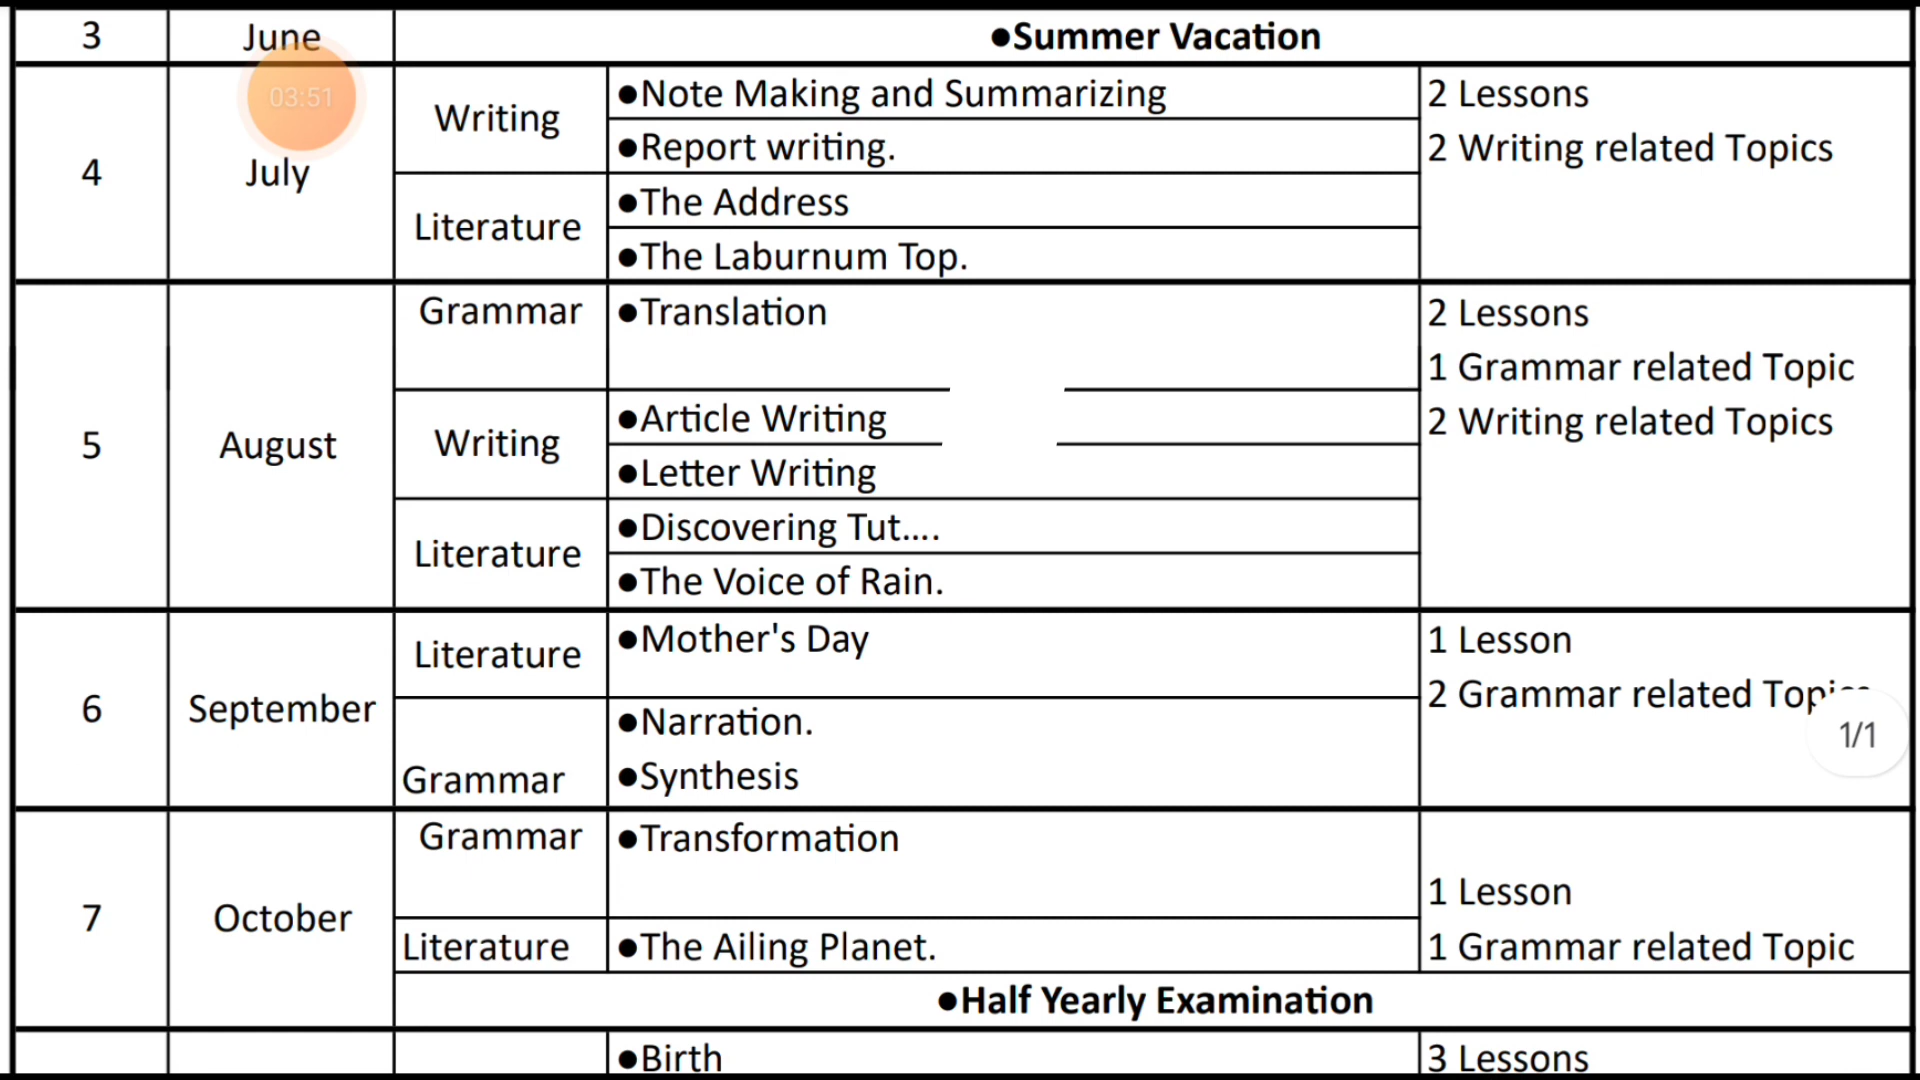 3 June ●Summer Vacation
4 July Writing ●Note Making and Summarizing 2 Lessons
03:51
●Report writing. 2 Writing related Topics
Literature ●The Address
●The Laburnum Top.
5 August Grammar ●Translation 2 Lessons
1 Grammar related Topic
Writing ●Article Writing 2 Writing related Topics
●Letter Writing
Literature ●Discovering Tut....
●The Voice of Rain.
6 September Literature ●Mother's Day 1 Lesson
2 Grammar related Topics
Grammar ●Narration.
●Synthesis
1/1
7 October Grammar ●Transformation
1 Lesson
Literature ●The Ailing Planet. 1 Grammar related Topic
●Half Yearly Examination
●Birth 3 Lessons